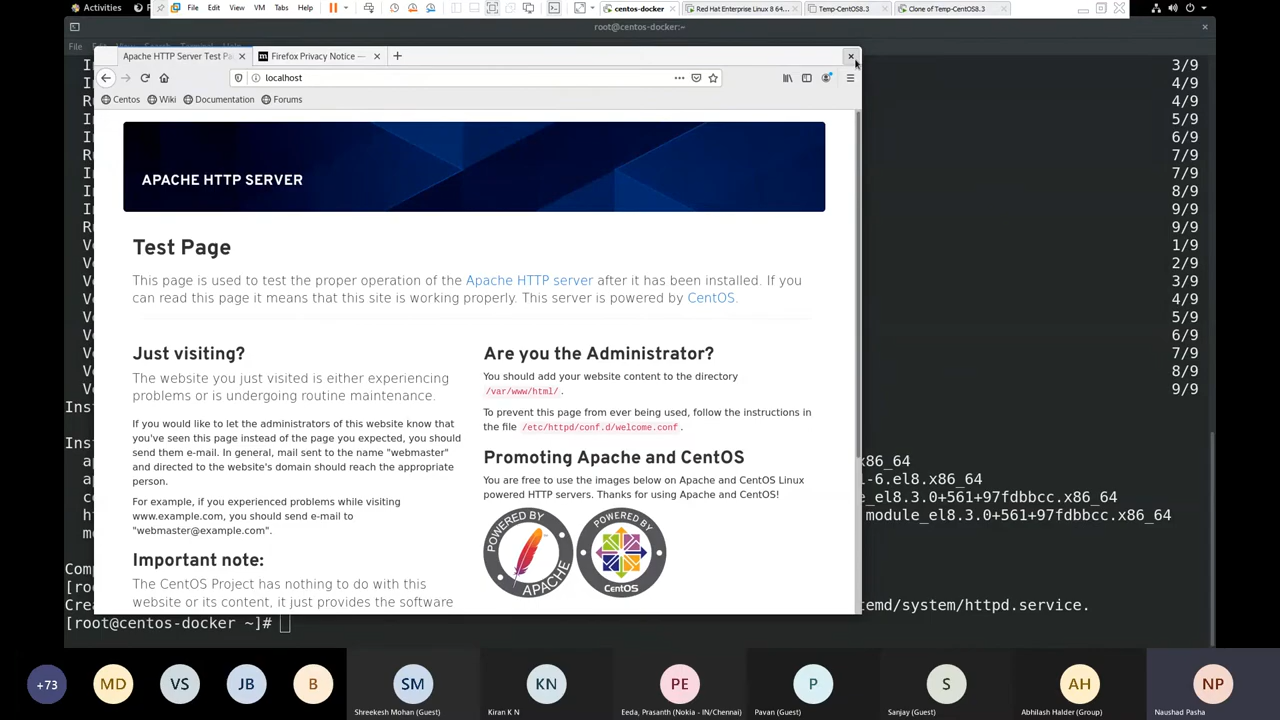 Activities
File Edit View VM Tabs Help
centos-docker
Red Hat Enterprise Linux 8 64...
Temp-CentOS8.3
Clone of Temp-CentOS8.3
root@centos-docker:~
File
Apache HTTP Server Test Pa
Firefox Privacy Notice —
localhost
Centos Wiki Documentation Forums
APACHE HTTP SERVER
Test Page
This page is used to test the proper operation of the Apache HTTP server after it has been installed. If you
can read this page it means that this site is working properly. This server is powered by CentOS.
Just visiting?
The website you just visited is either experiencing
problems or is undergoing routine maintenance.
If you would like to let the administrators of this website know that
you've seen this page instead of the page you expected, you should
send them e-mail. In general, mail sent to the name "webmaster"
and directed to the website's domain should reach the appropriate
person.
For example, if you experienced problems while visiting
www.example.com, you should send e-mail to
"webmaster@example.com".
Important note:
The CentOS Project has nothing to do with this
website or its content, it just provides the software
Are you the Administrator?
You should add your website content to the directory
/var/www/html/.
To prevent this page from ever being used, follow the instructions in
the file /etc/httpd/conf.d/welcome.conf.
Promoting Apache and CentOS
You are free to use the images below on Apache and CentOS Linux
powered HTTP servers. Thanks for using Apache and CentOS!
POWERED BY APACHE
POWERED BY CentOS
3/9
4/9
4/9
5/9
6/9
7/9
7/9
8/9
9/9
9/9
1/9
2/9
3/9
4/9
5/9
6/9
7/9
8/9
9/9
x86_64
1-6.el8.x86_64
e_el8.3.0+561+97fdbbcc.x86_64
module_el8.3.0+561+97fdbbcc.x86_64
temd/system/httpd.service.
[root@centos-docker ~]#
+73
MD
VS
JB
B
SM
Shreekesh Mohan (Guest)
KN
Kiran K N
PE
Eeda, Prasanth (Nokia - IN/Chennai)
P
Pavan (Guest)
S
Sanjay (Guest)
AH
Abhilash Halder (Group)
NP
Naushad Pasha